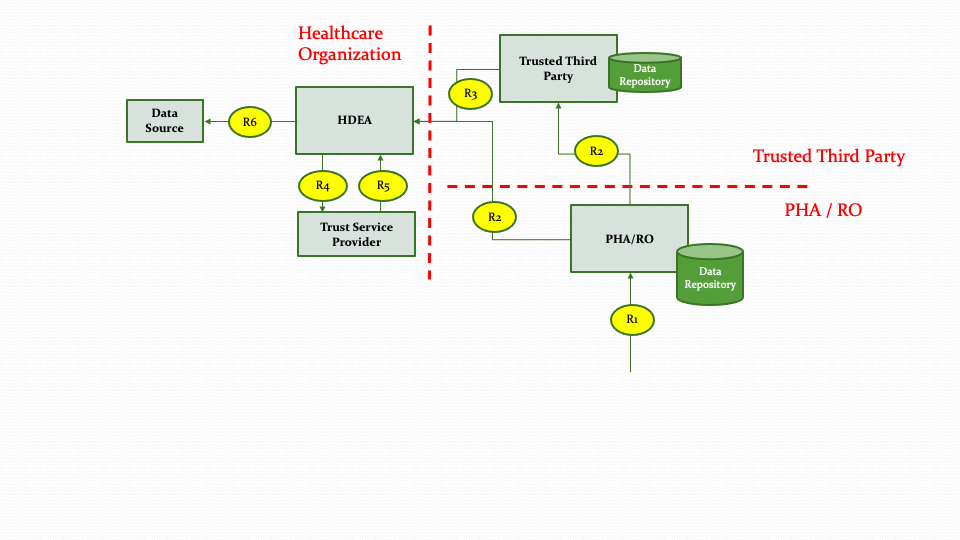 Healthcare
Organization
Trusted Third
Party
Data
Repository
R3
Data
Source
R6
HDEA
R2
Trusted Third Party
R4
R5
PHA / RO
R2
Trust Service
Provider
PHA/RO
Data
Repository
R1